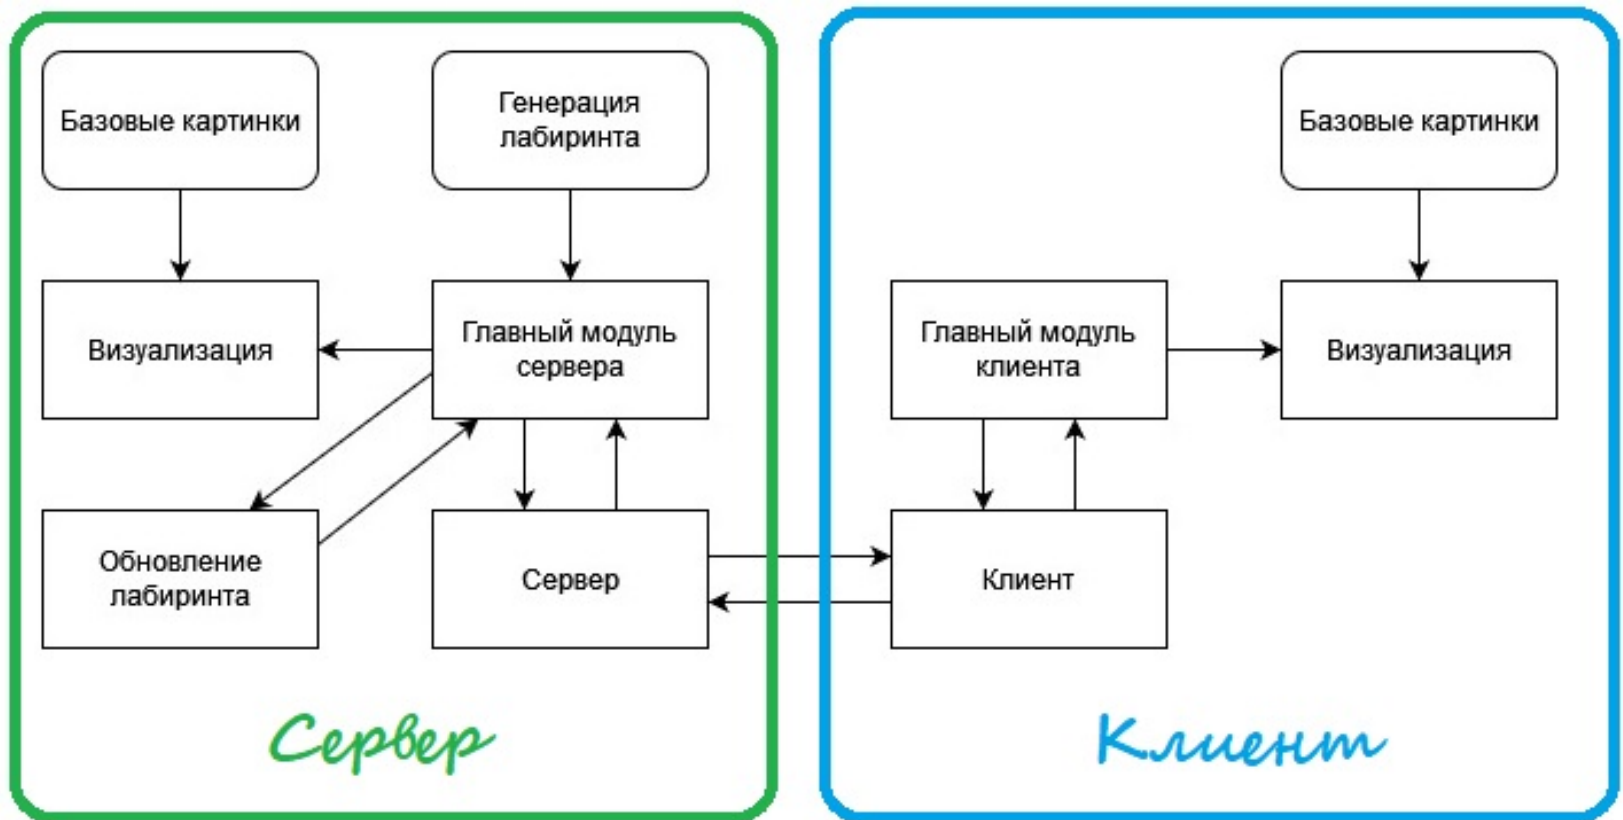 Базовые картинки
Генерация
лабиринта
Базовые картинки
Визуализация
Главный модуль
сервера
Главный модуль
клиента
Визуализация
Обновление
лабиринта
Сервер
Клиент
Сервер
Клиент